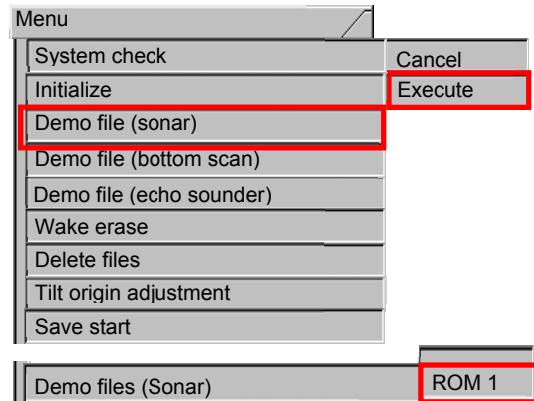 Menu
System check
Cancel
Initialize
Execute
Demo file (sonar)
Demo file (bottom scan)
Demo file (echo sounder)
Wake erase
Delete files
Tilt origin adjustment
Save start
Demo files (Sonar)
ROM 1